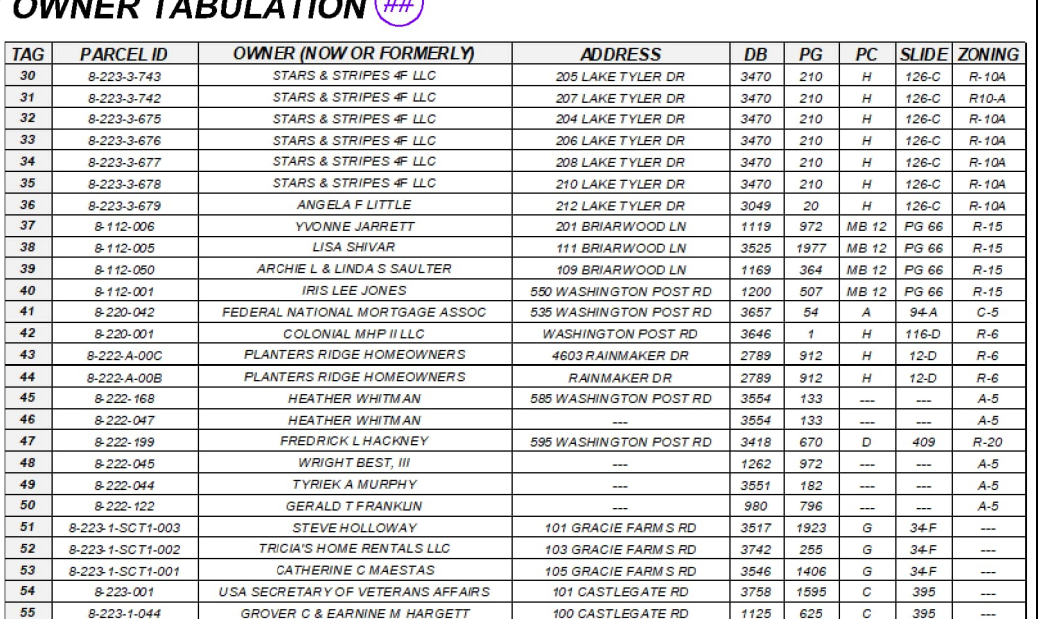 OWNER TABULATION ##
TAG PARCEL ID OWNER (NOW OR FORMERLY) ADDRESS DB PG PC SLIDE ZONING
30 8-223-3-743 STARS & STRIPES 4F LLC 205 LAKE TYLER DR 3470 210 H 126-C R-10A
31 8-223-3-742 STARS & STRIPES 4F LLC 207 LAKE TYLER DR 3470 210 H 126-C R10-A
32 8-223-3-675 STARS & STRIPES 4F LLC 204 LAKE TYLER DR 3470 210 H 126-C R-10A
33 8-223-3-676 STARS & STRIPES 4F LLC 206 LAKE TYLER DR 3470 210 H 126-C R-10A
34 8-223-3-677 STARS & STRIPES 4F LLC 208 LAKE TYLER DR 3470 210 H 126-C R-10A
35 8-223-3-678 STARS & STRIPES 4F LLC 210 LAKE TYLER DR 3470 210 H 126-C R-10A
36 8-223-3-679 ANGELA F LITTLE 212 LAKE TYLER DR 3049 20 H 126-C R-10A
37 8-112-006 YVONNE JARRETT 201 BRIARWOOD LN 1119 972 MB 12 PG 66 R-15
38 8-112-005 LISA SHIVAR 111 BRIARWOOD LN 3525 1977 MB 12 PG 66 R-15
39 8-112-050 ARCHIE L & LINDA S SAULTER 109 BRIARWOOD LN 1169 364 MB 12 PG 66 R-15
40 8-112-001 IRIS LEE JONES 550 WASHINGTON POST RD 1200 507 MB 12 PG 66 R-15
41 8-220-042 FEDERAL NATIONAL MORTGAGE ASSOC 535 WASHINGTON POST RD 3657 54 A 94-A C-5
42 8-220-001 COLONIAL MHP II LLC WASHINGTON POST RD 3646 1 H 116-D R-6
43 8-222-A-00C PLANTERS RIDGE HOMEOWNERS 4603 RAINMAKER DR 2789 912 H 12-D R-6
44 8-222-A-00B PLANTERS RIDGE HOMEOWNERS RAINMAKER DR 2789 912 H 12-D R-6
45 8-222-168 HEATHER WHITMAN 585 WASHINGTON POST RD 3554 133 --- --- A-5
46 8-222-047 HEATHER WHITMAN --- 3554 133 --- --- A-5
47 8-222-199 FREDRICK L HACKNEY 595 WASHINGTON POST RD 3418 670 D 409 R-20
48 8-222-045 WRIGHT BEST, III --- 1262 972 --- --- A-5
49 8-222-044 TYRIEK A MURPHY --- 3551 182 --- --- A-5
50 8-222-122 GERALD T FRANKLIN --- 980 796 --- --- A-5
51 8-223-1-SCT1-003 STEVE HOLLOWAY 101 GRACIE FARMS RD 3517 1923 G 34-F ---
52 8-223-1-SCT1-002 TRICIA'S HOME RENTALS LLC 103 GRACIE FARMS RD 3742 255 G 34-F ---
53 8-223-1-SCT1-001 CATHERINE C MAESTAS 105 GRACIE FARMS RD 3546 1406 G 34-F ---
54 8-223-001 USA SECRETARY OF VETERANS AFFAIRS 101 CASTLEGATE RD 3758 1595 C 395 ---
55 8-223-1-044 GROVER C & EARNINE M HARGETT 100 CASTLEGATE RD 1125 625 C 395 ---